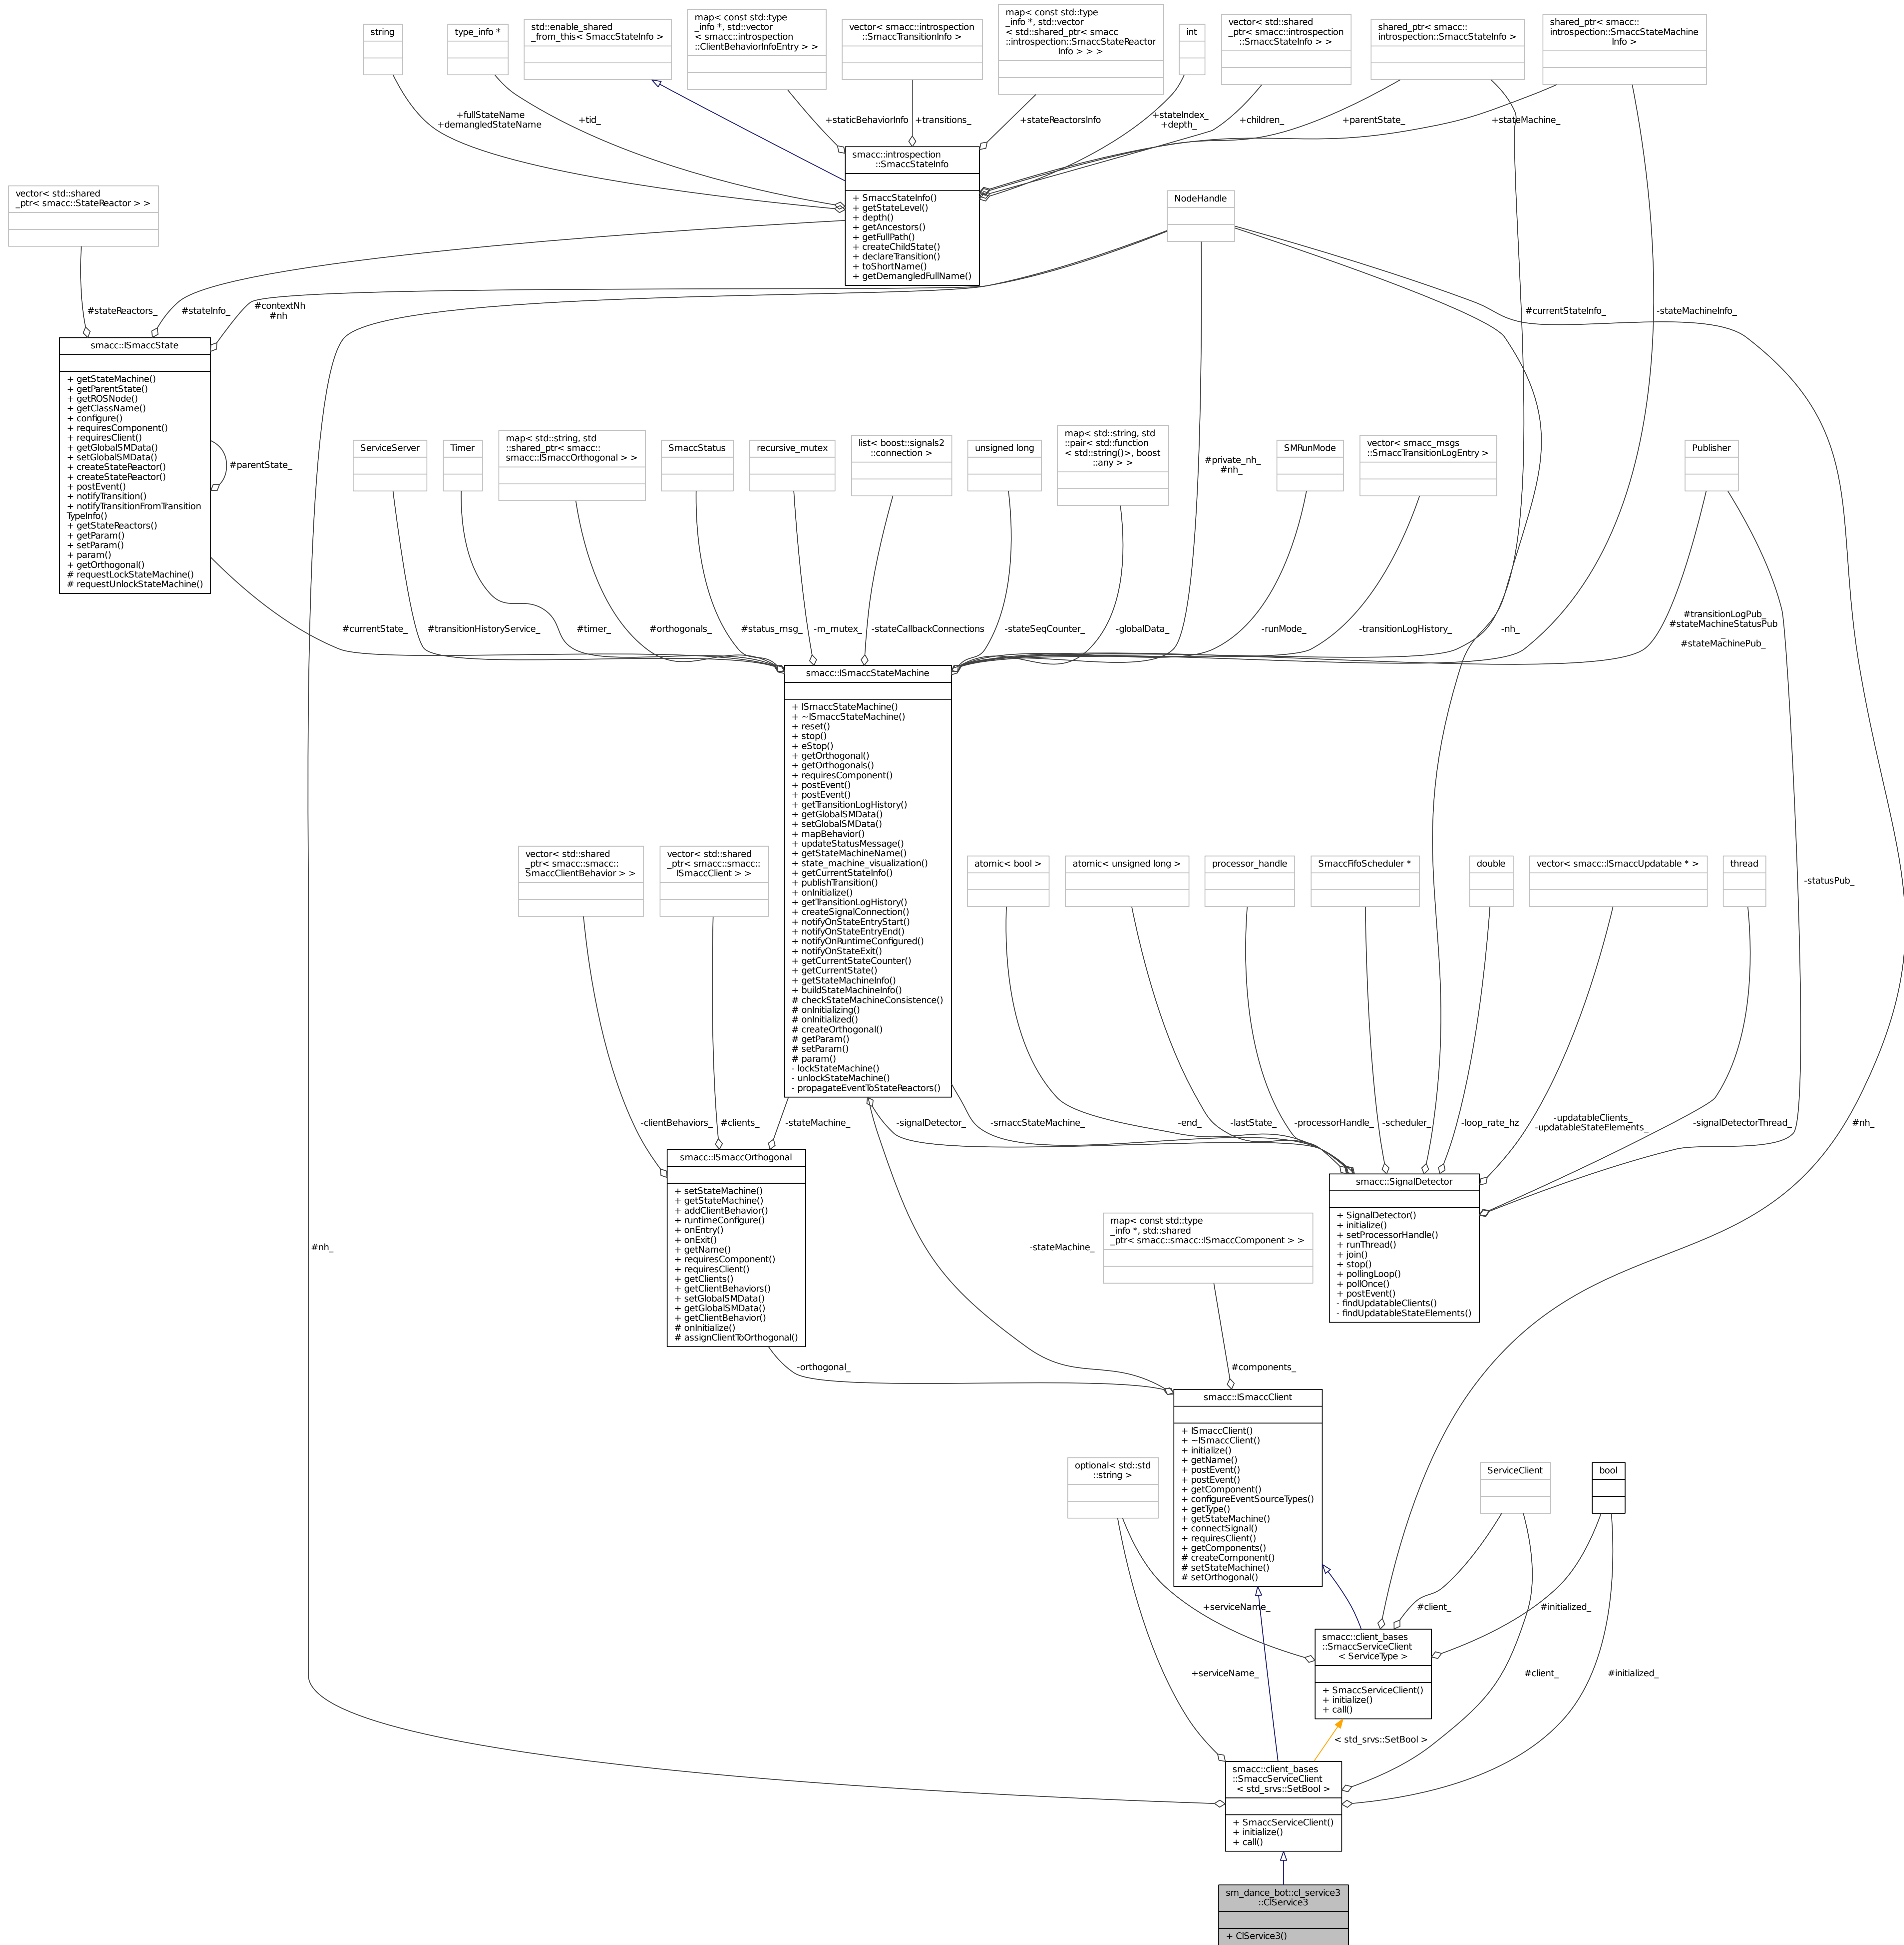 string
type_info *
std::enable_shared
_from_this< SmaccStateInfo >
map< const std::type
_info *, std::vector
< smacc::introspection
::ClientBehaviorInfoEntry > >
vector< smacc::introspection
::SmaccTransitionInfo >
map< const std::type
_info *, std::vector
< std::shared_ptr< smacc
::introspection::SmaccStateReactor
Info > > >
int
vector< std::shared
_ptr< smacc::introspection
::SmaccStateInfo > >
shared_ptr< smacc::
introspection::SmaccStateInfo >
shared_ptr< smacc::
introspection::SmaccStateMachine
Info >
+fullStateName
+demangledStateName
+tid_
+staticBehaviorInfo
+transitions_
+stateReactorsInfo
+stateIndex_
+depth_
+children_
+parentState_
+stateMachine_
smacc::introspection
::SmaccStateInfo
+ SmaccStateInfo()
+ getStateLevel()
+ depth()
+ getAncestors()
+ getFullPath()
+ createChildState()
+ declareTransition()
+ toShortName()
+ getDemangledFullName()
vector< std::shared
_ptr< smacc::StateReactor > >
NodeHandle
#stateReactors_
#stateInfo_
#contextNh
#nh
#currentStateInfo_
-stateMachineInfo_
smacc::ISmaccState
+ getStateMachine()
+ getParentState()
+ getROSNode()
+ getClassName()
+ configure()
+ requiresComponent()
+ requiresClient()
+ getGlobalSMData()
+ setGlobalSMData()
+ createStateReactor()
+ createStateReactor()
+ postEvent()
+ notifyTransition()
+ notifyTransitionFromTransition
TypeInfo()
+ getStateReactors()
+ getParam()
+ setParam()
+ param()
+ getOrthogonal()
# requestLockStateMachine()
# requestUnlockStateMachine()
#parentState_
ServiceServer
Timer
map< std::string, std
::shared_ptr< smacc::
smacc::ISmaccOrthogonal > >
SmaccStatus
recursive_mutex
list< boost::signals2
::connection >
unsigned long
map< std::string, std
::pair< std::function
< std::string()>, boost
::any > >
#private_nh_
#nh_
SMRunMode
vector< smacc_msgs
::SmaccTransitionLogEntry >
Publisher
#currentState_
#transitionHistoryService_
#timer_
#orthogonals_
#status_msg_
-m_mutex_
-stateCallbackConnections
-stateSeqCounter_
-globalData_
-runMode_
-transitionLogHistory_
-nh_
#transitionLogPub_
#stateMachineStatusPub
_
#stateMachinePub_
smacc::ISmaccStateMachine
+ ISmaccStateMachine()
+ ~ISmaccStateMachine()
+ reset()
+ stop()
+ eStop()
+ getOrthogonal()
+ getOrthogonals()
+ requiresComponent()
+ postEvent()
+ postEvent()
+ getTransitionLogHistory()
+ getGlobalSMData()
+ setGlobalSMData()
+ mapBehavior()
+ updateStatusMessage()
+ getStateMachineName()
+ state_machine_visualization()
+ getCurrentStateInfo()
+ publishTransition()
+ onInitialize()
+ getTransitionLogHistory()
+ createSignalConnection()
+ notifyOnStateEntryStart()
+ notifyOnStateEntryEnd()
+ notifyOnRuntimeConfigured()
+ notifyOnStateExit()
+ getCurrentStateCounter()
+ getCurrentState()
+ getStateMachineInfo()
+ buildStateMachineInfo()
# checkStateMachineConsistence()
# onInitializing()
# onInitialized()
# createOrthogonal()
# getParam()
# setParam()
# param()
- lockStateMachine()
- unlockStateMachine()
- propagateEventToStateReactors()
vector< std::shared
_ptr< smacc::smacc::
SmaccClientBehavior > >
vector< std::shared
_ptr< smacc::smacc::
ISmaccClient > >
atomic< bool >
atomic< unsigned long >
processor_handle
SmaccFifoScheduler *
double
vector< smacc::ISmaccUpdatable * >
thread
-statusPub_
-clientBehaviors_
#clients_
-stateMachine_
-signalDetector_
-smaccStateMachine_
-end_
-lastState_
-processorHandle_
-scheduler_
-loop_rate_hz
-updatableClients_
-updatableStateElements_
-signalDetectorThread_
#nh_
smacc::ISmaccOrthogonal
+ setStateMachine()
+ getStateMachine()
+ addClientBehavior()
+ runtimeConfigure()
+ onEntry()
+ onExit()
+ getName()
+ requiresComponent()
+ requiresClient()
+ getClients()
+ getClientBehaviors()
+ setGlobalSMData()
+ getGlobalSMData()
+ getClientBehavior()
# onInitialize()
# assignClientToOrthogonal()
smacc::SignalDetector
+ SignalDetector()
+ initialize()
+ setProcessorHandle()
+ runThread()
+ join()
+ stop()
+ pollingLoop()
+ pollOnce()
+ postEvent()
- findUpdatableClients()
- findUpdatableStateElements()
map< const std::type
_info *, std::shared
_ptr< smacc::smacc::ISmaccComponent > >
#nh_
-stateMachine_
-orthogonal_
#components_
smacc::ISmaccClient
+ ISmaccClient()
+ ~ISmaccClient()
+ initialize()
+ getName()
+ postEvent()
+ postEvent()
+ getComponent()
+ configureEventSourceTypes()
+ getType()
+ getStateMachine()
+ connectSignal()
+ requiresClient()
+ getComponents()
# createComponent()
# setStateMachine()
# setOrthogonal()
optional< std::std
::string >
ServiceClient
bool
+serviceName_
#client_
#initialized_
smacc::client_bases
::SmaccServiceClient
< ServiceType >
+ SmaccServiceClient()
+ initialize()
+ call()
+serviceName_
#client_
#initialized_
< std_srvs::SetBool >
smacc::client_bases
::SmaccServiceClient
< std_srvs::SetBool >
+ SmaccServiceClient()
+ initialize()
+ call()
sm_dance_bot::cl_service3
::ClService3
+ ClService3()